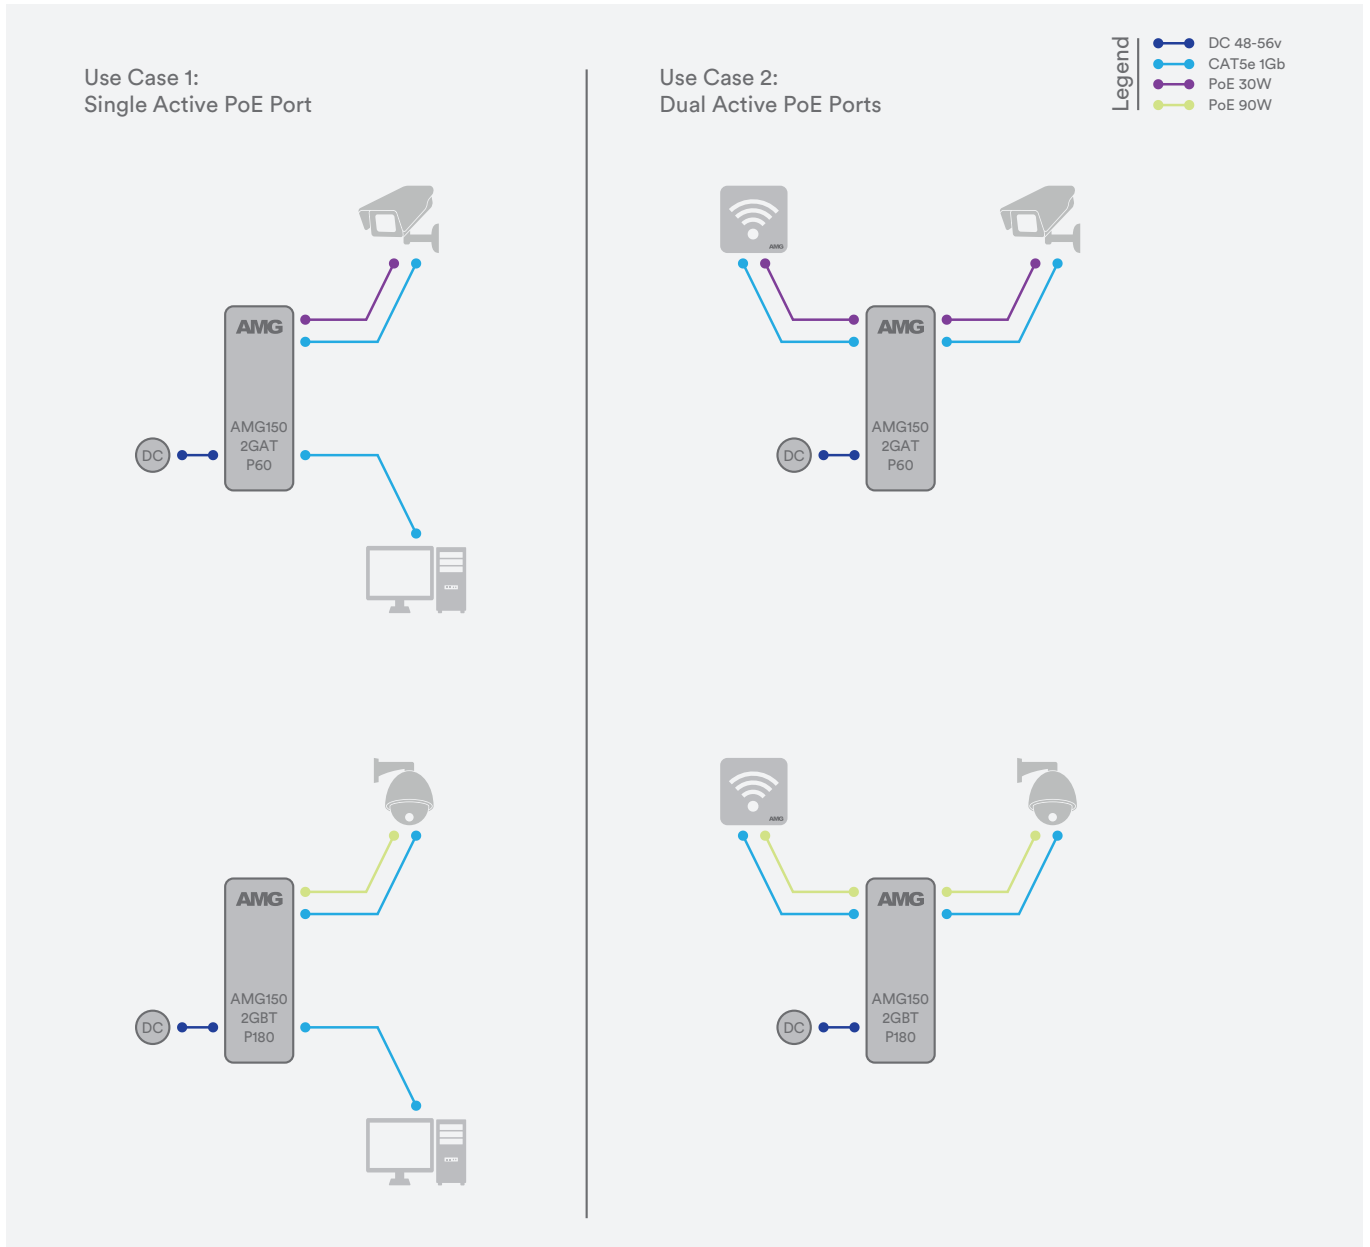 Use Case 1:
Single Active PoE Port
Use Case 2:
Dual Active PoE Ports
Legend
DC 48-56v
CAT5e 1Gb
PoE 30W
PoE 90W
AMG
AMG150
2GAT
P60
DC
AMG
AMG
AMG150
2GAT
P60
DC
AMG
AMG150
2GBT
P180
DC
AMG
AMG
AMG150
2GBT
P180
DC